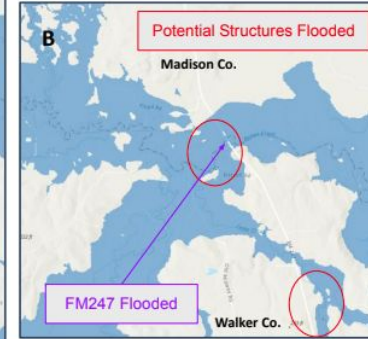 B
Potential Structures Flooded
Madison Co.
FM247 Flooded
Walker Co.